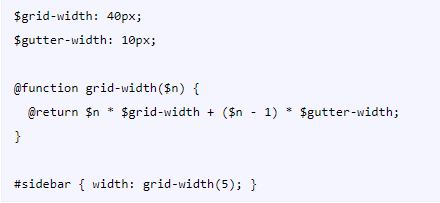 $grid-width: 40px;
$gutter-width: 10px;
@function grid-width($n) {
@return $n * $grid-width + ($n - 1) * $gutter-width;
}
#sidebar { width: grid-width(5); }